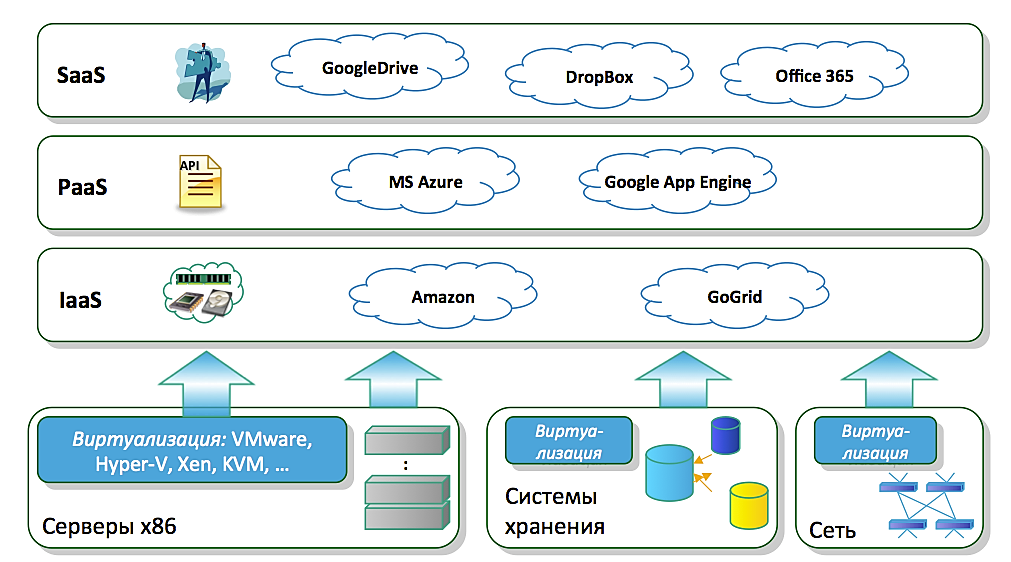 SaaS
GoogleDrive
DropBox
Office 365
PaaS
API
MS Azure
Google App Engine
IaaS
Amazon
GoGrid
Виртуализация: VMware,
Hyper-V, Xen, KVM, ...
:
Серверы x86
Виртуа-
лизация
Системы
хранения
Виртуа-
лизация
Сеть